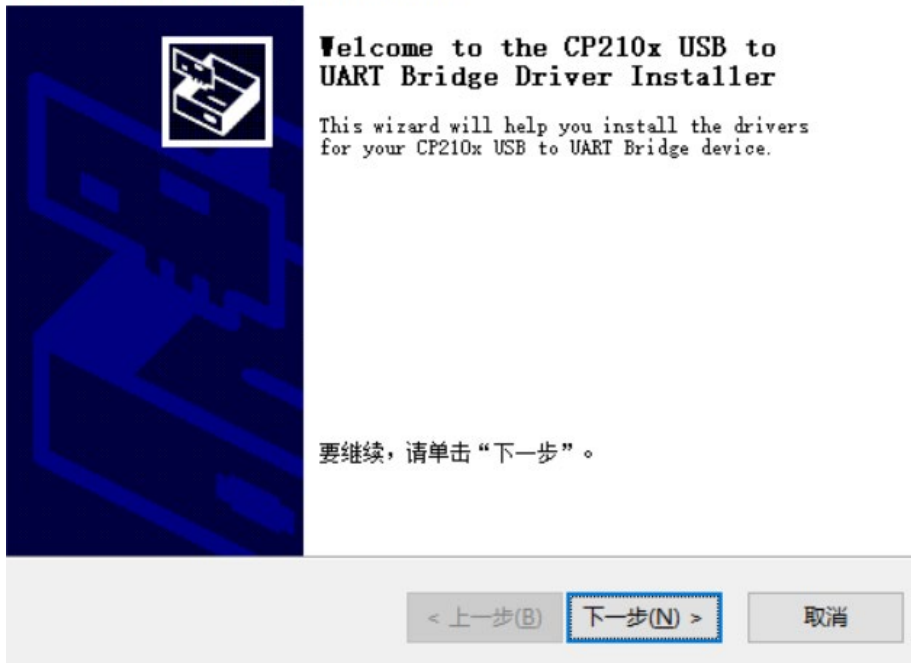 Welcome to the CP210x USB to
UART Bridge Driver Installer
This wizard will help you install the drivers
for your CP210x USB to UART Bridge device.
要继续，请单击“下一步”。
< 上一步(B)
下一步(N) >
取消